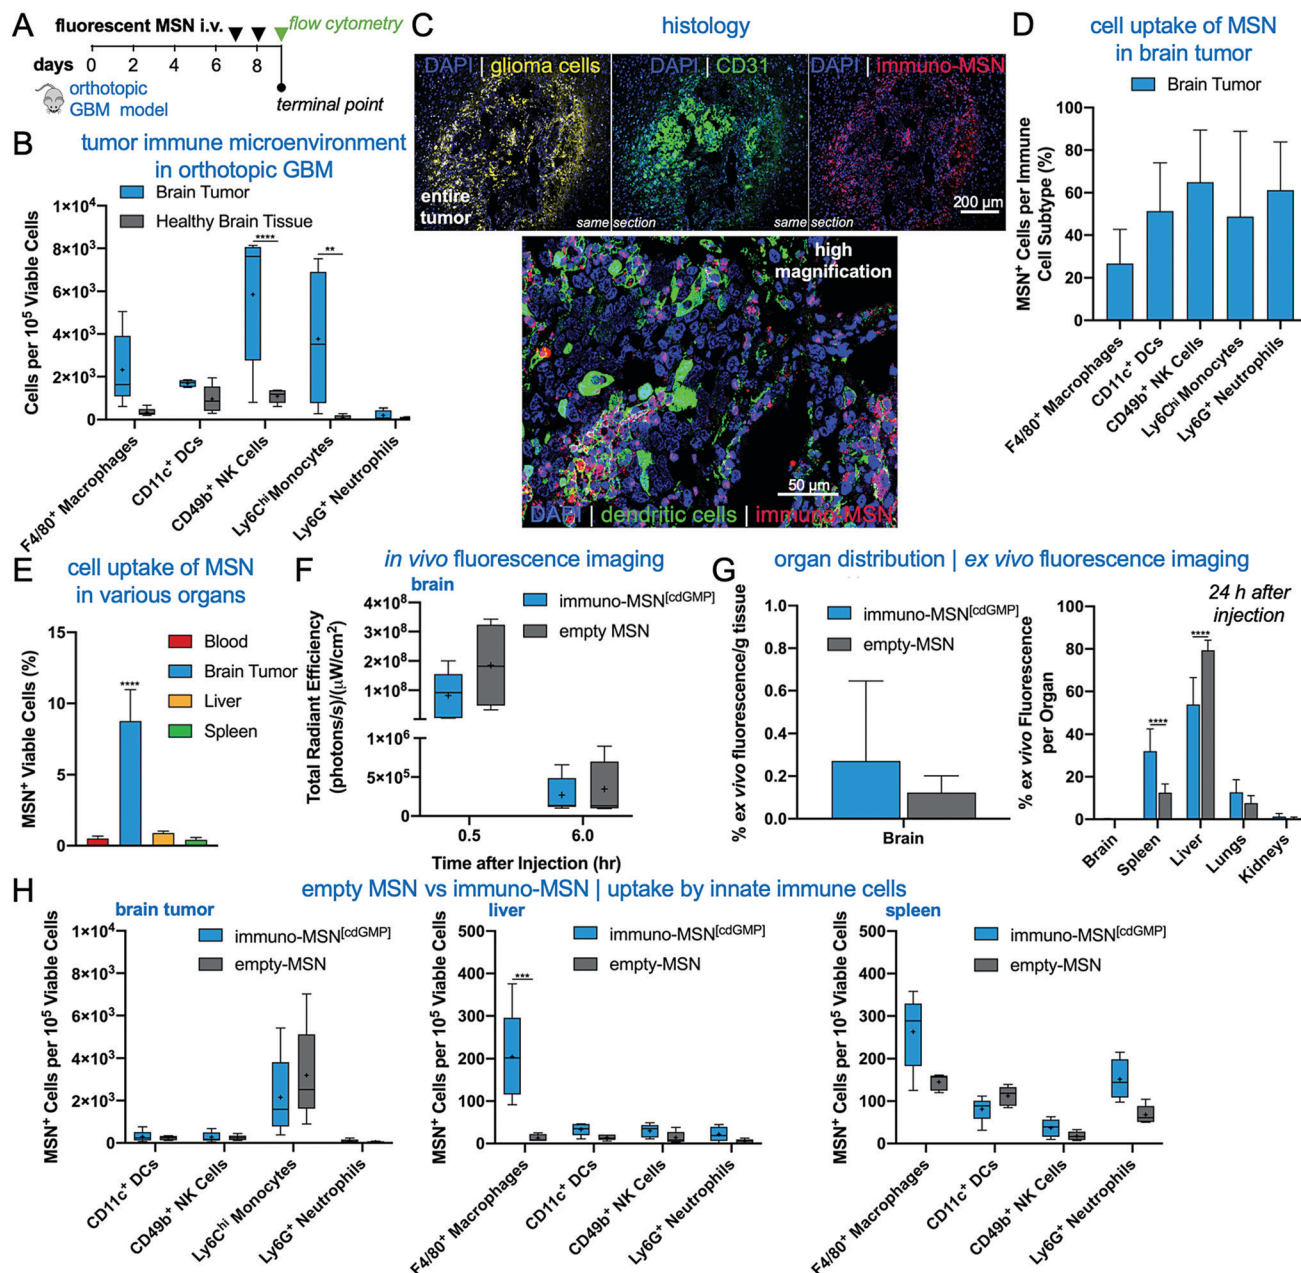 A
fluorescent MSN i.v.
flow cytometry
days 0 2 4 6 8
orthotopic
GBM model
terminal point
B
tumor immune microenvironment
in orthotopic GBM
Brain Tumor
Healthy Brain Tissue
Cells per 10⁵ Viable Cells
1×10⁴
8×10³
6×10³
4×10³
2×10³
0
****
**
F4/80⁺ Macrophages
CD11c⁺ DCs
CD49b⁺ NK Cells
Ly6Cʰⁱ Monocytes
Ly6G⁺ Neutrophils
C
histology
DAPI | glioma cells
DAPI | CD31
DAPI | immuno-MSN
entire
tumor
same section
same section
200 µm
high
magnification
50 µm
DAPI | dendritic cells | immuno-MSN
D
cell uptake of MSN
in brain tumor
Brain Tumor
MSN⁺ Cells per Immune
Cell Subtype (%)
100
80
60
40
20
0
F4/80⁺ Macrophages
CD11c⁺ DCs
CD49b⁺ NK Cells
Ly6Cʰⁱ Monocytes
Ly6G⁺ Neutrophils
E
cell uptake of MSN
in various organs
MSN⁺ Viable Cells (%)
15
10
5
0
****
Blood
Brain Tumor
Liver
Spleen
F
in vivo fluorescence imaging
brain
immuno-MSN[cdGMP]
empty MSN
Total Radiant Efficiency
(photons/s)/(µW/cm²)
4×10⁸
3×10⁸
2×10⁸
1×10⁸
1×10⁶
5×10⁵
0
0.5 6.0
Time after Injection (hr)
G
organ distribution | ex vivo fluorescence imaging
immuno-MSN[cdGMP]
empty-MSN
% ex vivo fluorescence/g tissue
1.0
0.8
0.6
0.4
0.2
0.0
Brain
24 h after
injection
% ex vivo Fluorescence
per Organ
100
80
60
40
20
0
****
****
Brain
Spleen
Liver
Lungs
Kidneys
H
empty MSN vs immuno-MSN | uptake by innate immune cells
brain tumor
immuno-MSN[cdGMP]
empty-MSN
MSN⁺ Cells per 10⁵ Viable Cells
1×10⁴
8×10³
6×10³
4×10³
2×10³
0
CD11c⁺ DCs
CD49b⁺ NK Cells
Ly6Cʰⁱ Monocytes
Ly6G⁺ Neutrophils
liver
immuno-MSN[cdGMP]
empty-MSN
MSN⁺ Cells per 10⁵ Viable Cells
500
400
300
200
100
0
***
F4/80⁺ Macrophages
CD11c⁺ DCs
CD49b⁺ NK Cells
Ly6G⁺ Neutrophils
spleen
immuno-MSN[cdGMP]
empty-MSN
MSN⁺ Cells per 10⁵ Viable Cells
500
400
300
200
100
0
F4/80⁺ Macrophages
CD11c⁺ DCs
CD49b⁺ NK Cells
Ly6G⁺ Neutrophils